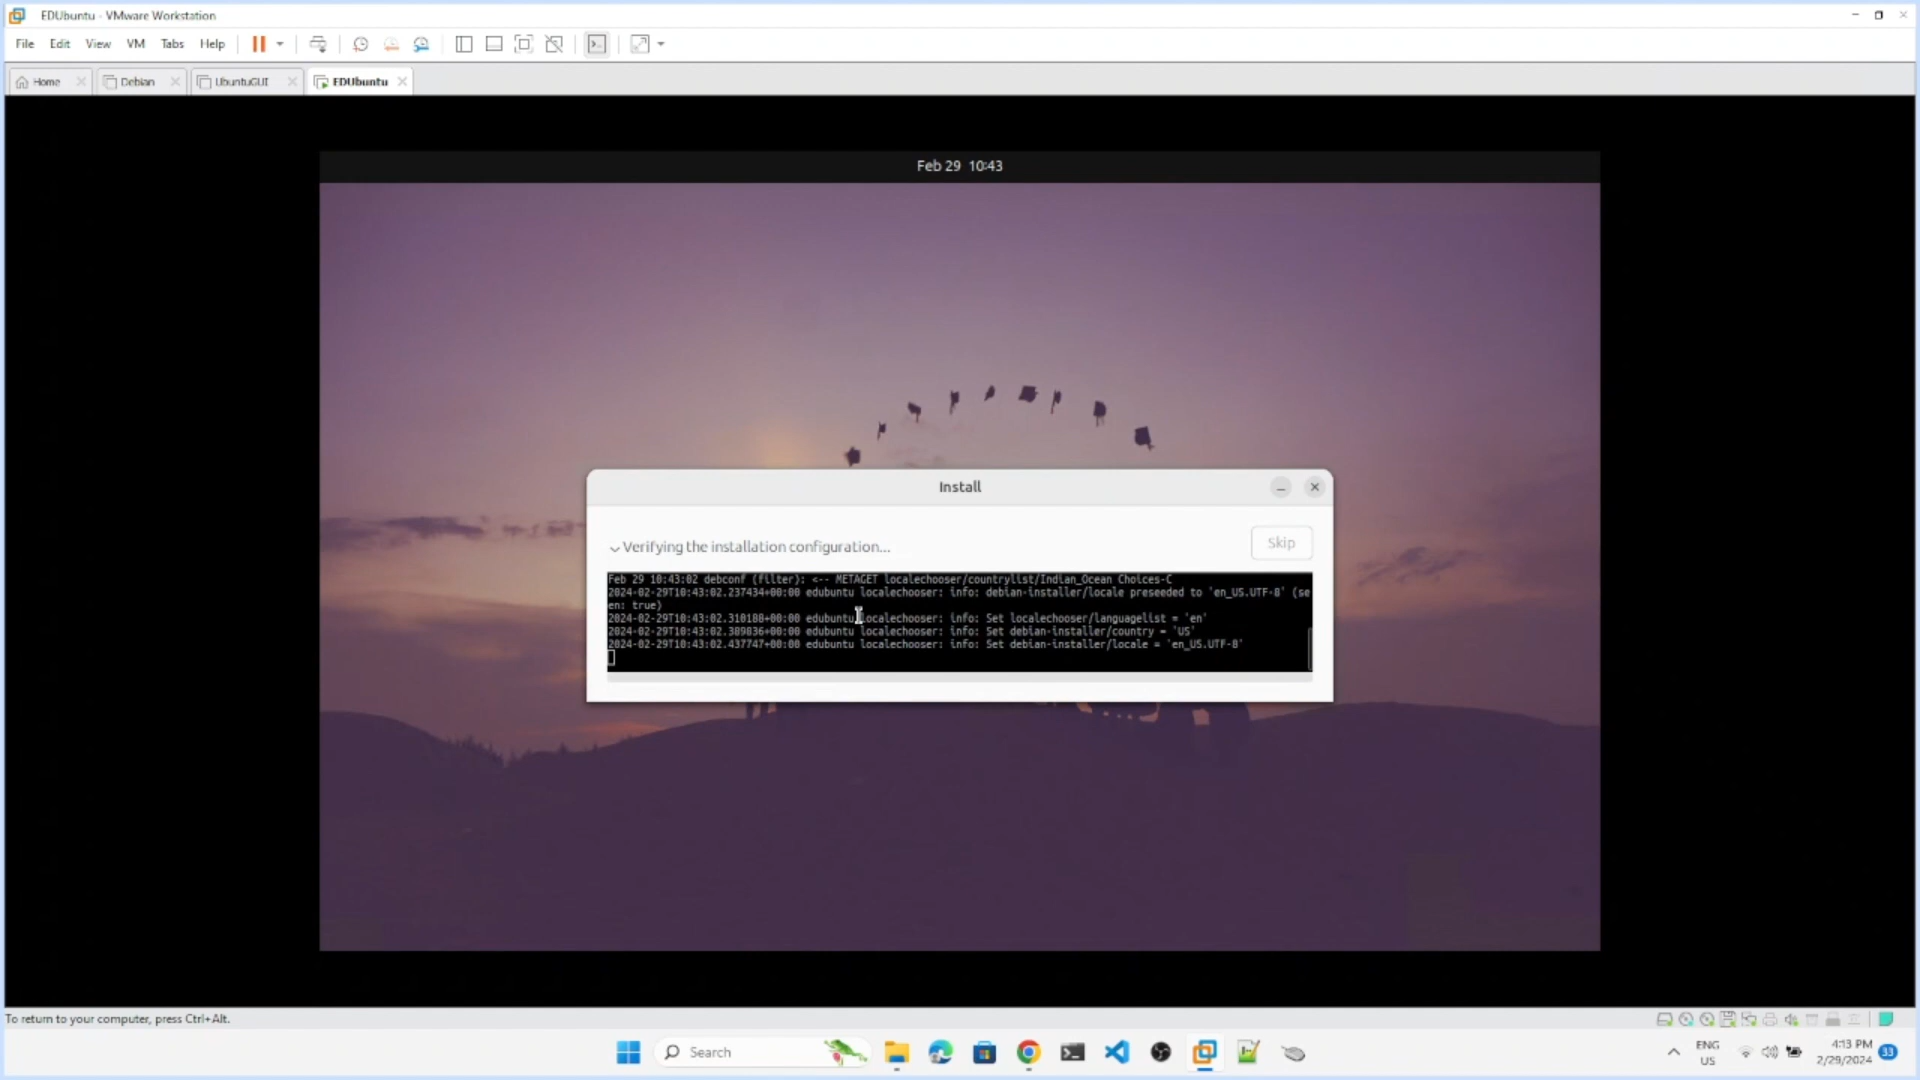 EDUbuntu - VMware Workstation
File Edit View VM Tabs Help
Home Debian UbuntuGUI EDUbuntu
Feb 29 10:43
Install
Verifying the installation configuration...
Skip
Feb 29 10:43:02 debconf (filter): <-- METAGET localechooser/countrylist/Indian_Ocean Choices-C
2024-02-29T10:43:02.237434+00:00 edubuntu localechooser: info: debian-installer/locale preseeded to 'en_US.UTF-8' (se
en: true)
2024-02-29T10:43:02.310188+00:00 edubuntu localechooser: info: Set localechooser/languagelist = 'en'
2024-02-29T10:43:02.389836+00:00 edubuntu localechooser: info: Set debian-installer/country = 'US'
2024-02-29T10:43:02.437747+00:00 edubuntu localechooser: info: Set debian-installer/locale = 'en_US.UTF-8'
To return to your computer, press Ctrl+Alt.
Search
ENG
US
4:13 PM
2/29/2024
33